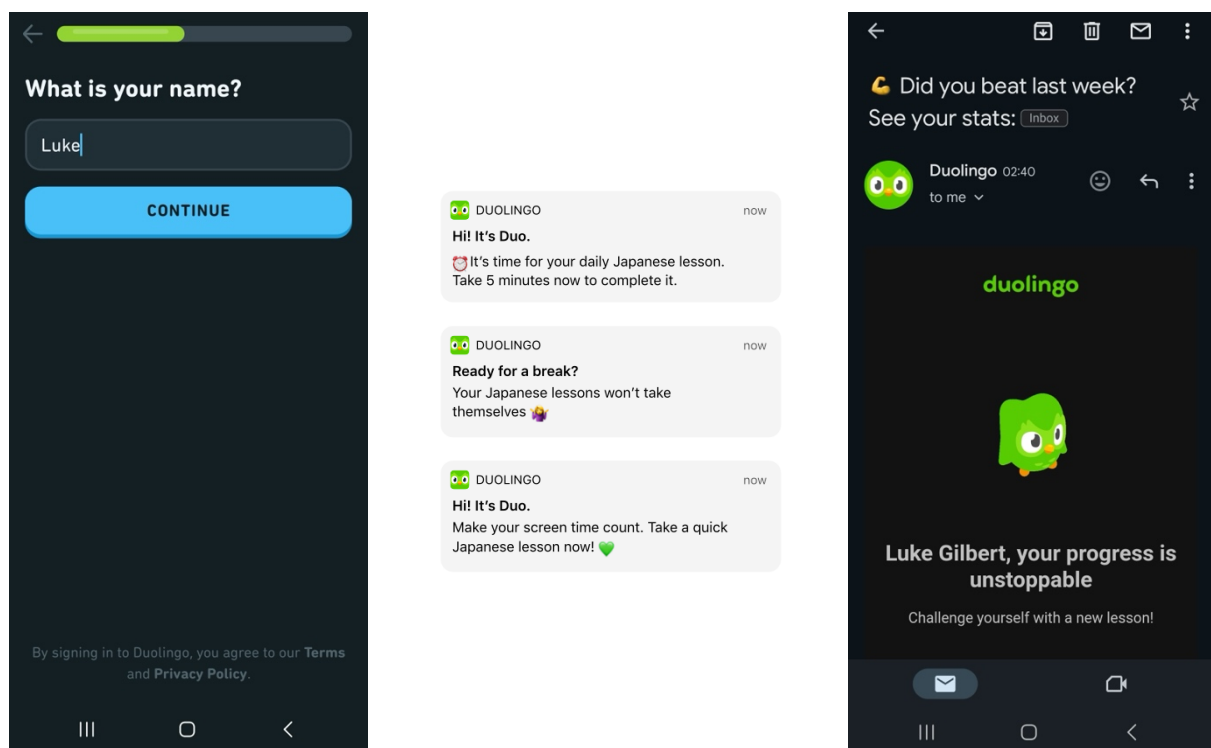 What is your name?
Luke
CONTINUE
By signing in to Duolingo, you agree to our Terms
and Privacy Policy.
DUOLINGO now
Hi! It's Duo.
⏰It's time for your daily Japanese lesson.
Take 5 minutes now to complete it.
DUOLINGO now
Ready for a break?
Your Japanese lessons won't take
themselves 🤷‍♀️
DUOLINGO now
Hi! It's Duo.
Make your screen time count. Take a quick
Japanese lesson now! 💚
💪 Did you beat last week?
See your stats: Inbox
Duolingo 02:40
to me
duolingo
Luke Gilbert, your progress is
unstoppable
Challenge yourself with a new lesson!